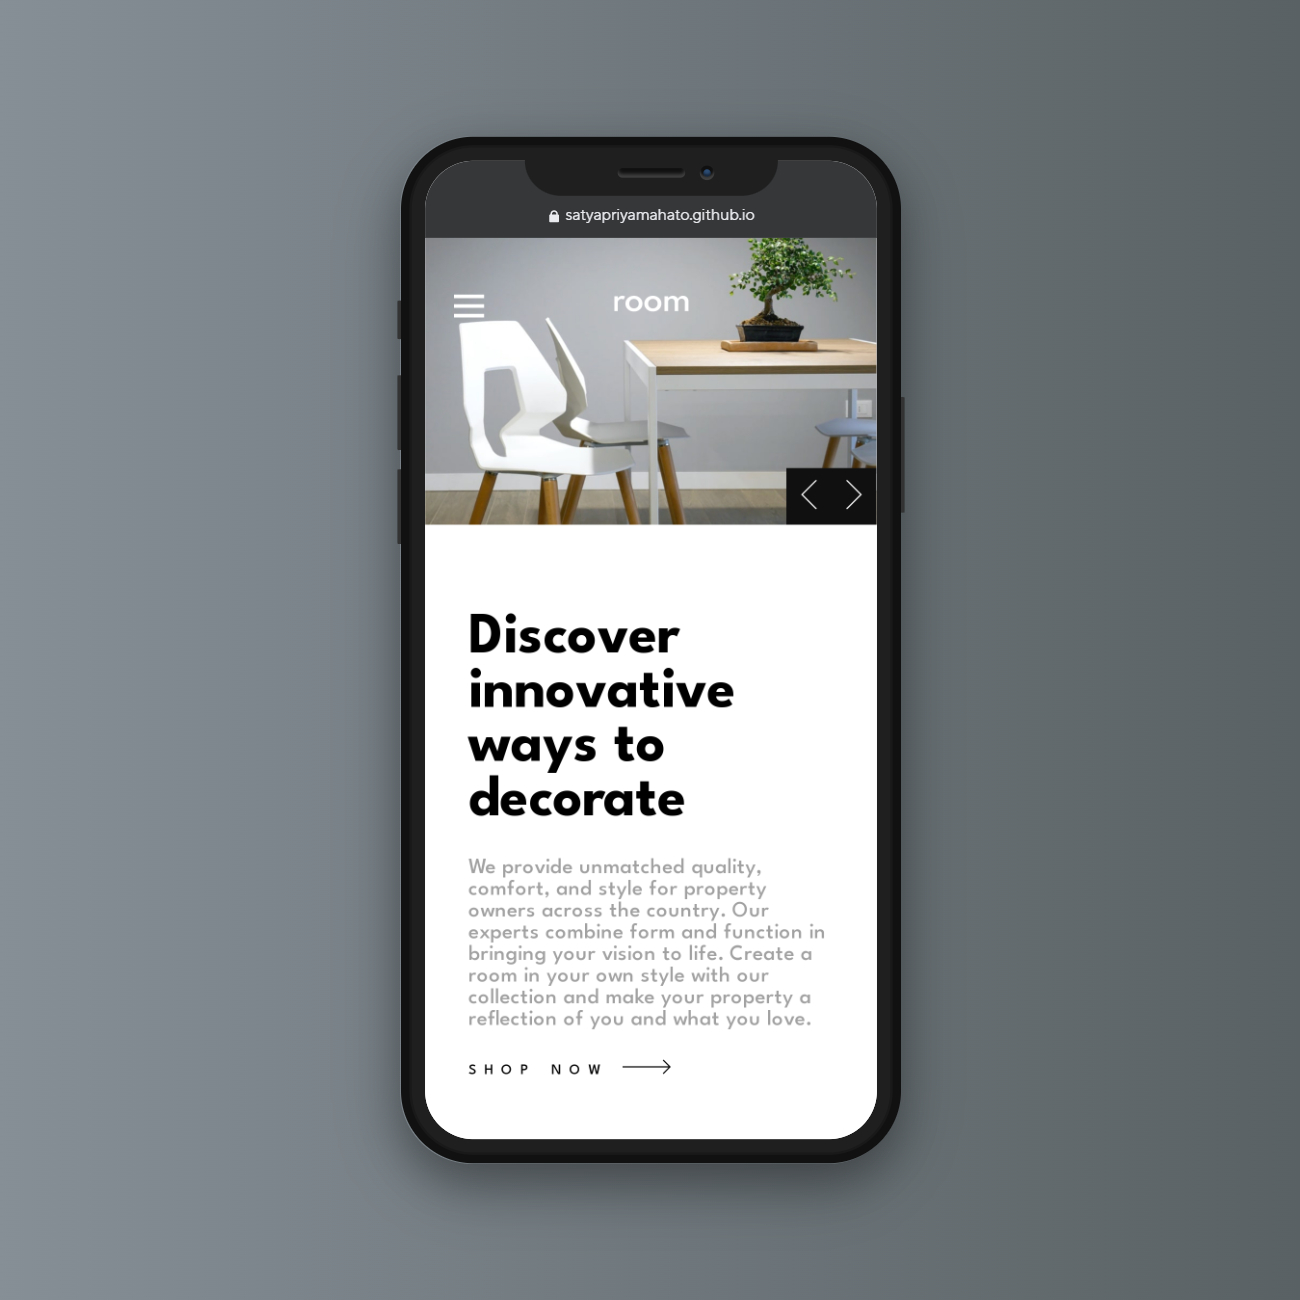 satyapriyamahato.github.io
room
Discover
innovative
ways to
decorate
We provide unmatched quality,
comfort, and style for property
owners across the country. Our
experts combine form and function in
bringing your vision to life. Create a
room in your own style with our
collection and make your property a
reflection of you and what you love.
SHOP NOW